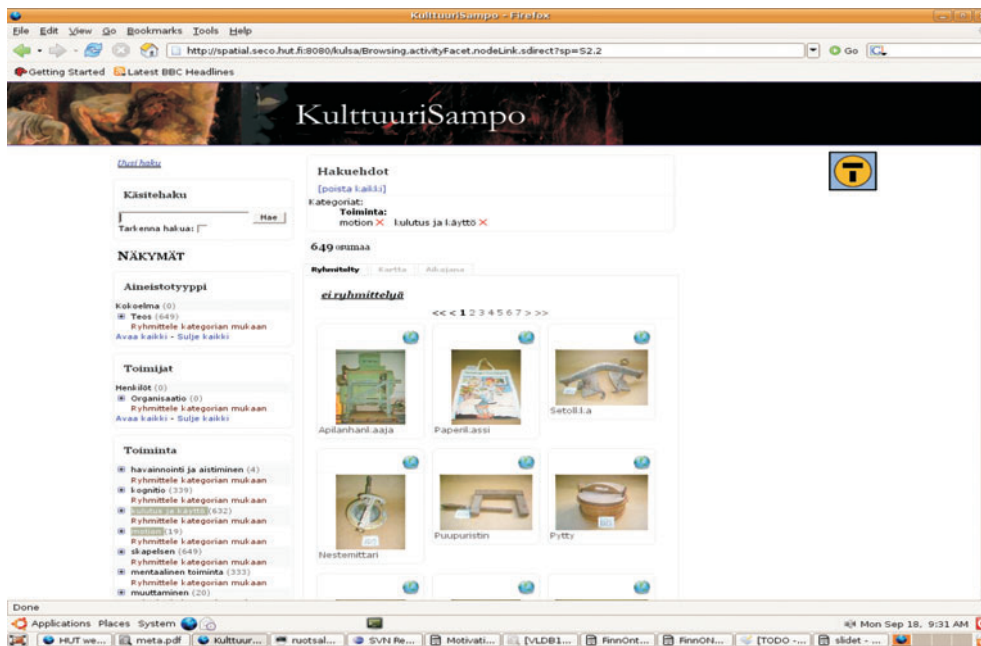 KulttuuriSampo - Firefox
File Edit View Go Bookmarks Tools Help
http://spatial.seco.hut.fi:8080/kulsa/Browsing.activityFacet.nodeLink.sdirect?sp=S2.2
Go
Getting Started Latest BBC Headlines
KulttuuriSampo
Uusi haku
Käsitehaku
Hae
Tarkenna hakua:
NÄKYMÄT
Aineistotyyppi
Kokoelma (0)
Teos (649)
Ryhmittele kategorian mukaan
Avaa kaikki - Sulje kaikki
Toimijat
Henkilöt (0)
Organisaatio (0)
Ryhmittele kategorian mukaan
Avaa kaikki - Sulje kaikki
Toiminta
havainnointi ja aistiminen (4)
Ryhmittele kategorian mukaan
kognitio (339)
Ryhmittele kategorian mukaan
kulutus ja käyttö (632)
Ryhmittele kategorian mukaan
motion (19)
Ryhmittele kategorian mukaan
skapelsen (649)
Ryhmittele kategorian mukaan
mentaalinen toiminta (333)
Ryhmittele kategorian mukaan
muuttaminen (20)
Hakuehdot
[poista kaikki]
Kategoriat:
Toiminta:
motion X kulutus ja käyttö X
649 osumaa
Ryhmitelty Kartta Aikajana
ei ryhmittelyä
<< < 1 2 3 4 5 6 7 > >>
Paperikassi
Nestemittari
Puupuristin
Pytty
T
Done
Applications Places System
Mon Sep 18, 9:31 AM
HUT we... meta.pdf Kulttuur... ruotsal... SVN Re... Motivati... [VLDB1... FinnOnt... FinnON... [TODO -... slidet - ...